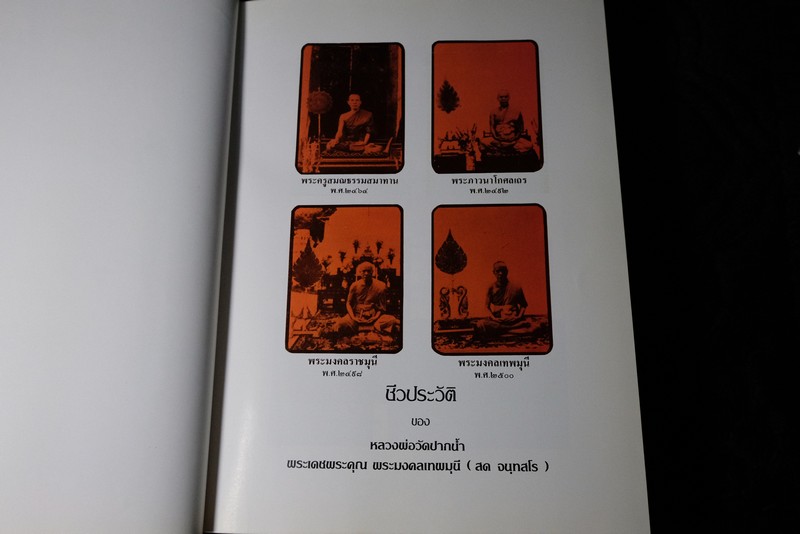 พระครูสมณธรรมสมาทาน
พ.ศ.๒๔๖๔
พระภาวนาโกศลเถร
พ.ศ.๒๔๙๒
พระมงคลราชมุนี
พ.ศ.๒๔๙๘
พระมงคลเทพมุนี
พ.ศ.๒๕๐๐
ชีวประวัติ
ของ
หลวงพ่อวัดปากน้ำ
พระเดชพระคุณ พระมงคลเทพมุนี ( สด จนฺทสโร )